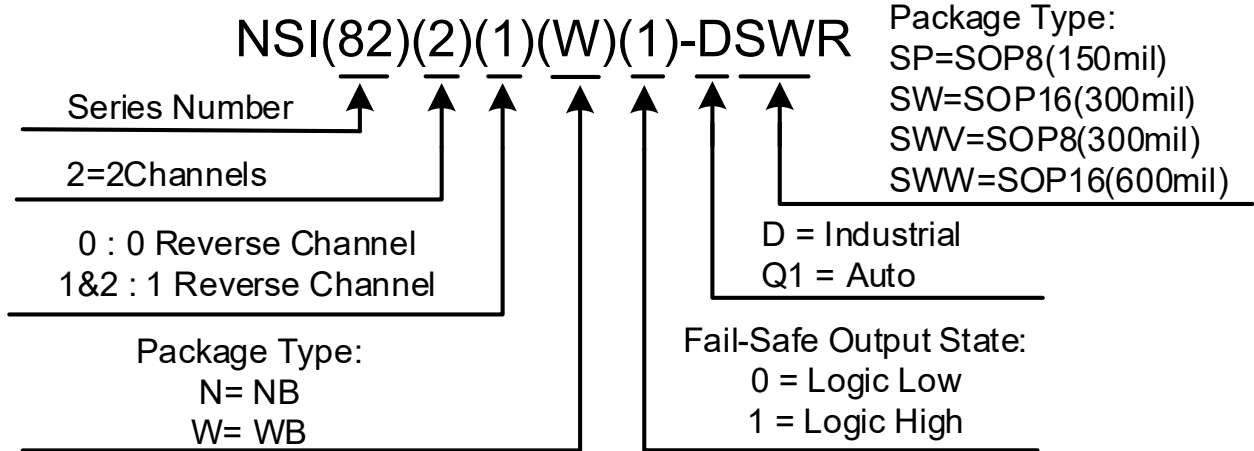 NSI(82)(2)(1)(W)(1)-DSWR
Package Type:
SP=SOP8(150mil)
SW=SOP16(300mil)
SWV=SOP8(300mil)
SWW=SOP16(600mil)
Series Number
2=2Channels
0 : 0 Reverse Channel
1&2 : 1 Reverse Channel
D = Industrial
Q1 = Auto
Package Type:
N= NB
W= WB
Fail-Safe Output State:
0 = Logic Low
1 = Logic High